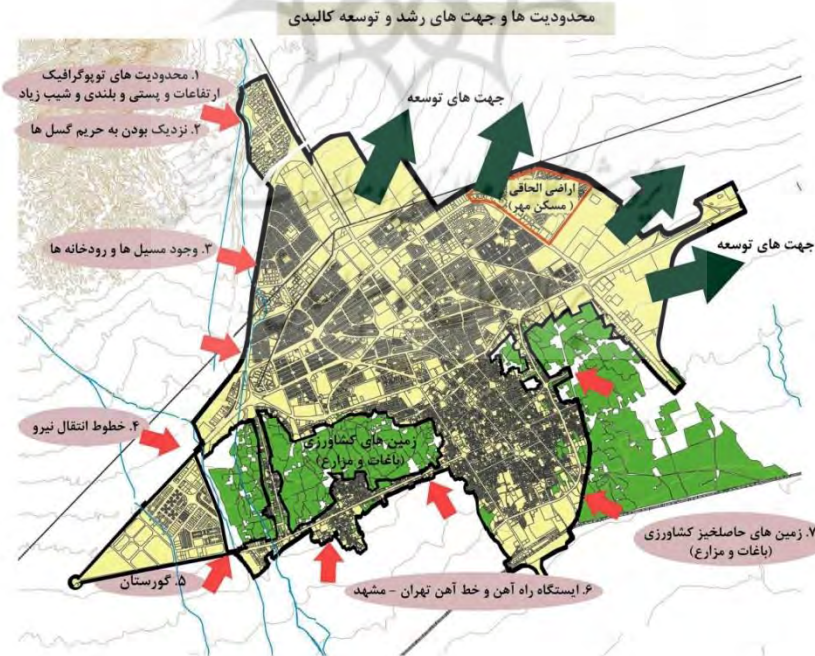 محدودیت ها و جهت های رشد و توسعه کالبدی
۱. محدودیت های توپوگرافیک
ارتفاعات و پستی و بلندی و شیب زیاد
۲. نزدیک بودن به حریم گسل ها
جهت های توسعه
اراضی الحاقی
(مسکن مهر)
۳. وجود مسیل ها و رودخانه ها
جهت های توسعه
۴. خطوط انتقال نیرو
زمین های کشاورزی
(باغات و مزارع)
۷. زمین های حاصلخیز کشاورزی
(باغات و مزارع)
۵. گورستان
۶. ایستگاه راه آهن و خط آهن تهران - مشهد